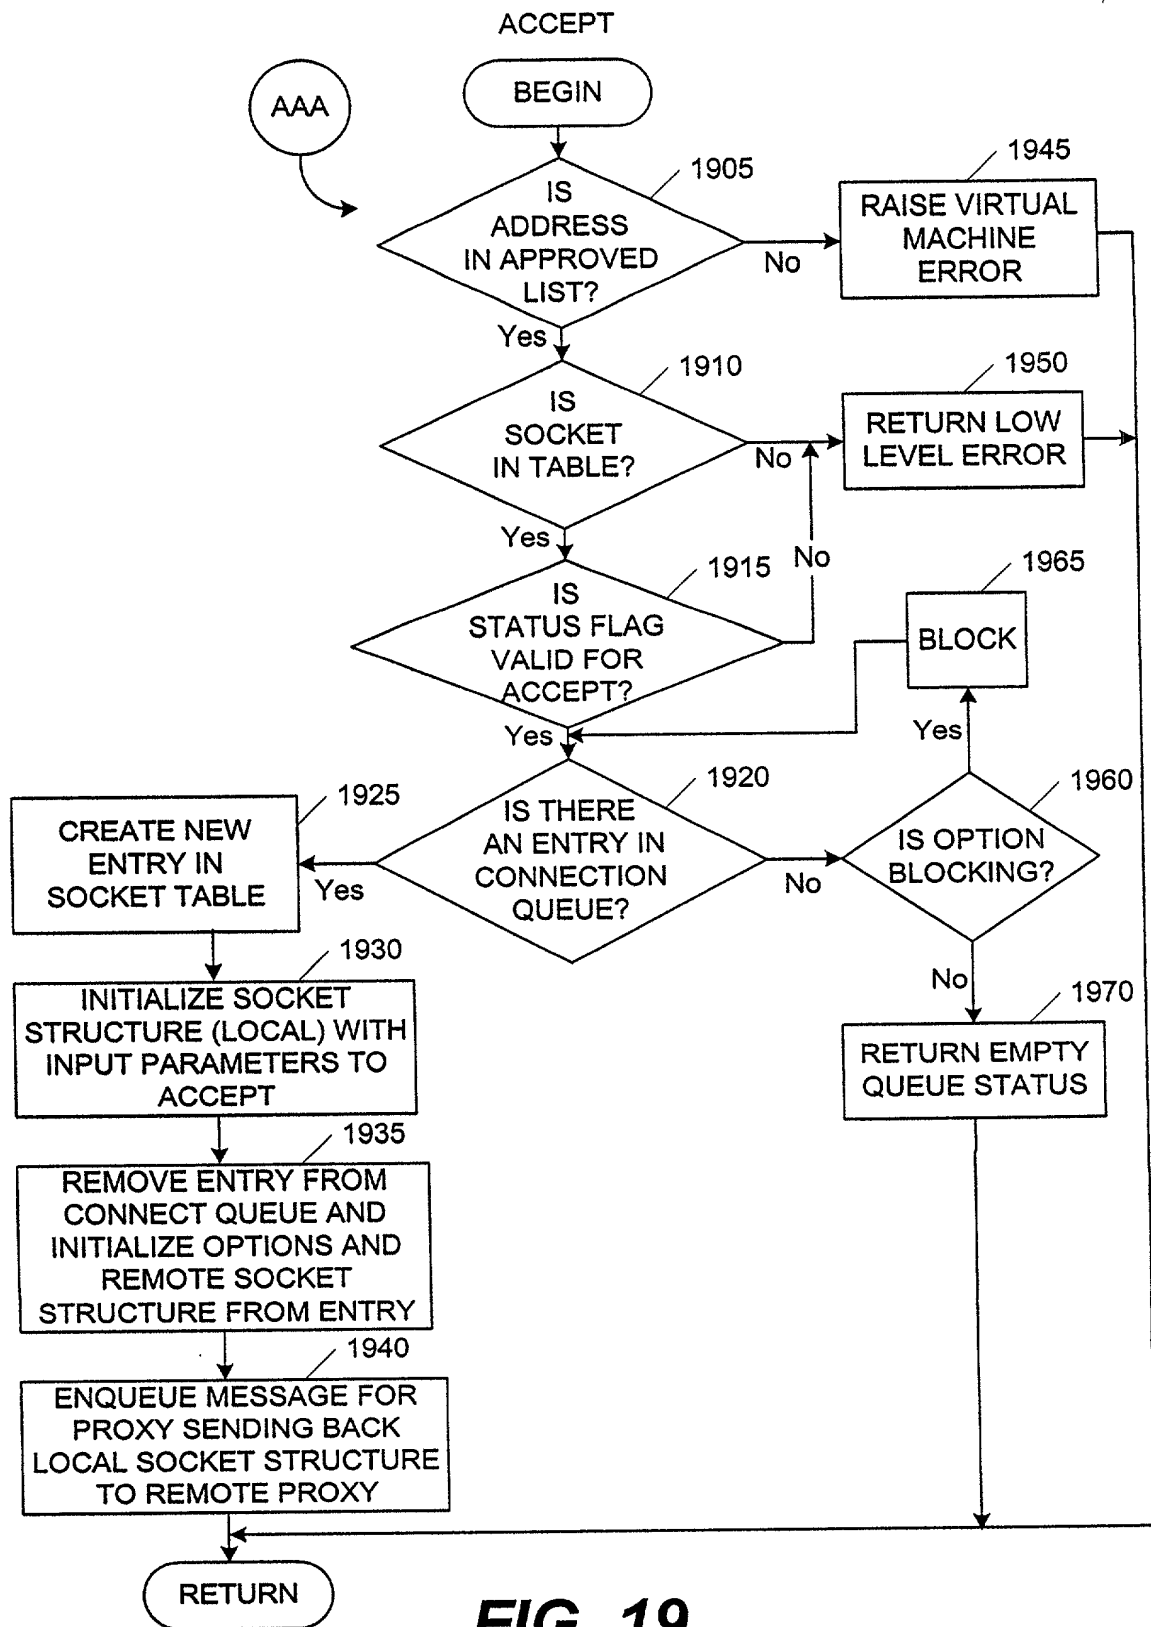 ACCEPT
AAA
BEGIN
1905
IS
ADDRESS
IN APPROVED
LIST?
No
1945
RAISE VIRTUAL
MACHINE
ERROR
Yes
1910
IS
SOCKET
IN TABLE?
No
1950
RETURN LOW
LEVEL ERROR
Yes
1915
IS
STATUS FLAG
VALID FOR
ACCEPT?
No
1965
BLOCK
Yes
Yes
1920
IS THERE
AN ENTRY IN
CONNECTION
QUEUE?
No
1960
IS OPTION
BLOCKING?
Yes
1925
CREATE NEW
ENTRY IN
SOCKET TABLE
No
1930
INITIALIZE SOCKET
STRUCTURE (LOCAL) WITH
INPUT PARAMETERS TO
ACCEPT
1970
RETURN EMPTY
QUEUE STATUS
1935
REMOVE ENTRY FROM
CONNECT QUEUE AND
INITIALIZE OPTIONS AND
REMOTE SOCKET
STRUCTURE FROM ENTRY
1940
ENQUEUE MESSAGE FOR
PROXY SENDING BACK
LOCAL SOCKET STRUCTURE
TO REMOTE PROXY
RETURN
FIG. 19